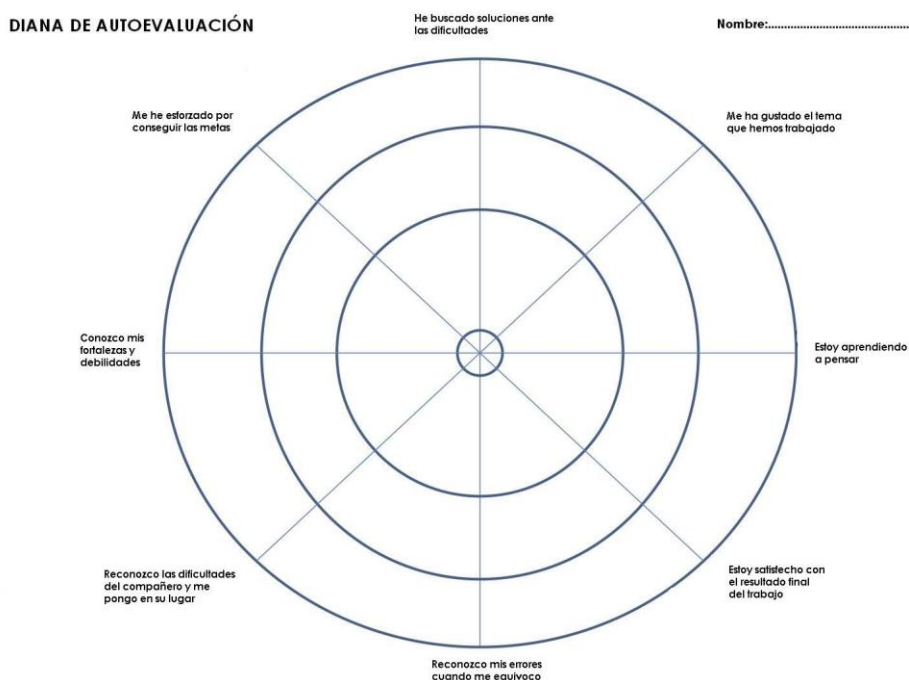 DIANA DE AUTOEVALUACIÓN
He buscado soluciones ante
las dificultades
Nombre:....................................................
Me he esforzado por
conseguir las metas
Me ha gustado el tema
que hemos trabajado
Conozco mis
fortalezas y
debilidades
Estoy aprendiendo
a pensar
Reconozco las dificultades
del compañero y me
pongo en su lugar
Estoy satisfecho con
el resultado final
del trabajo
Reconozco mis errores
cuando me equivoco